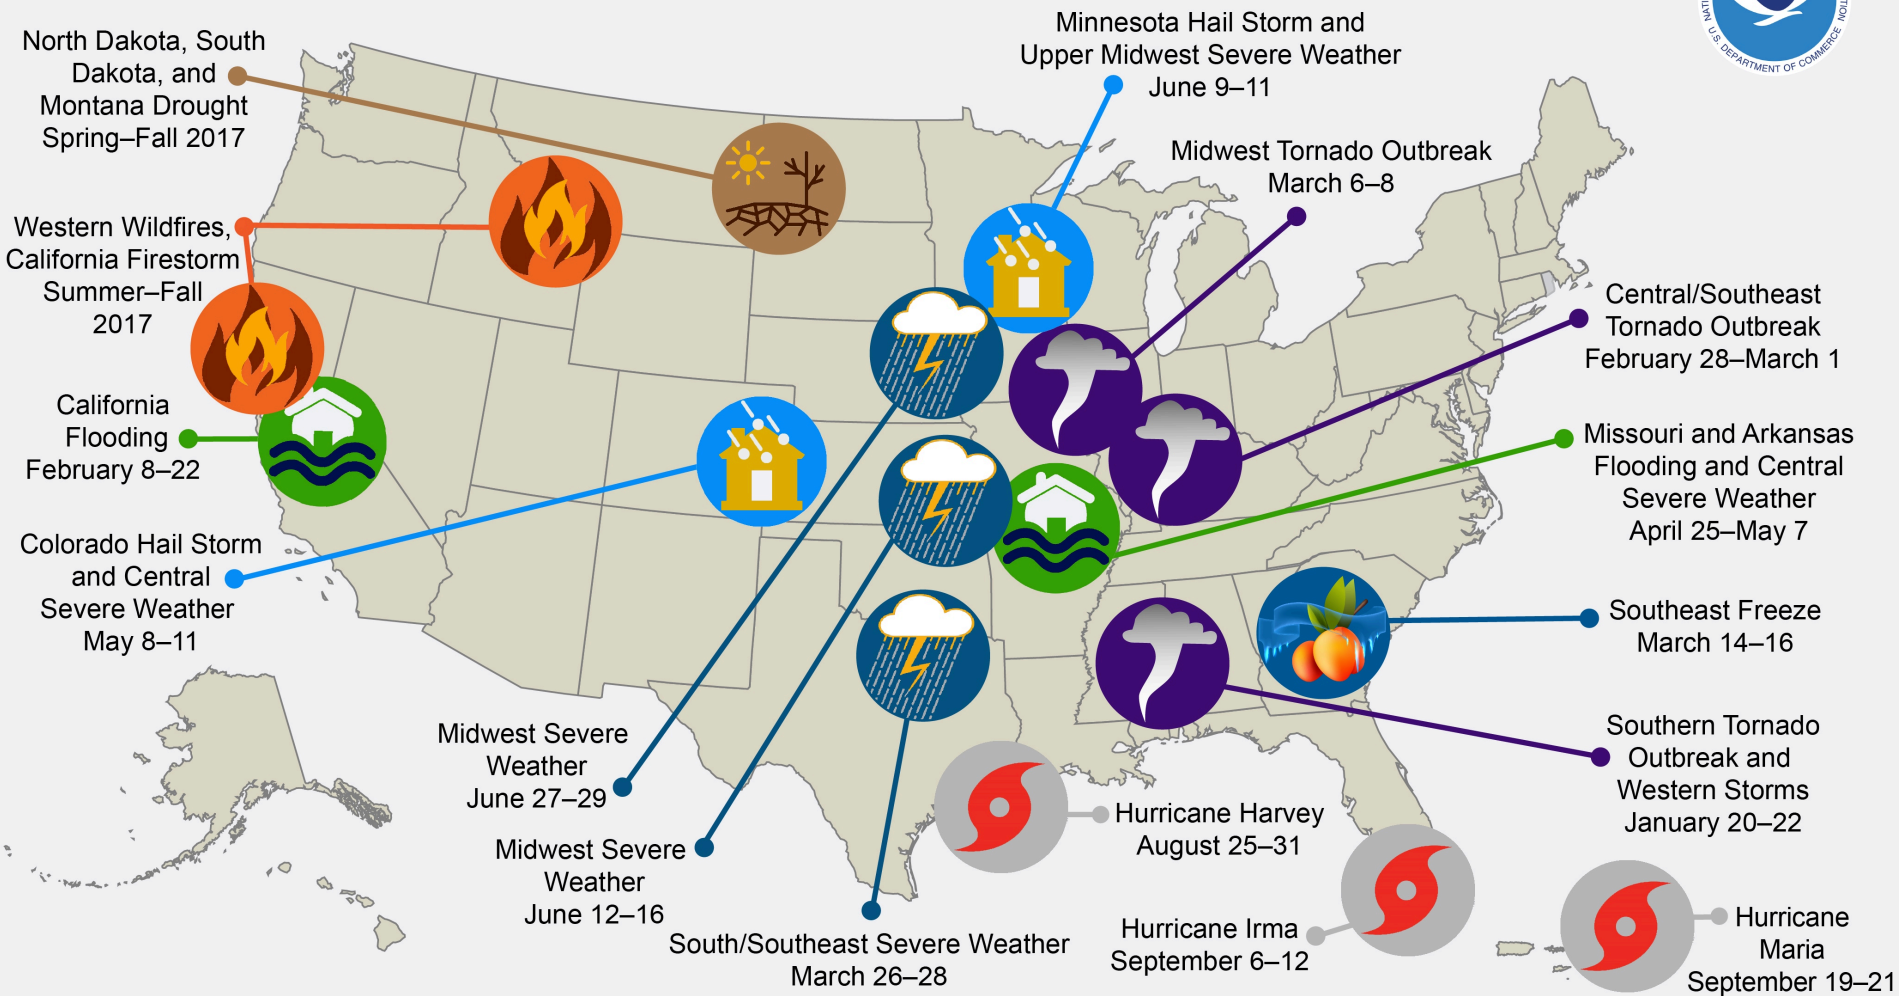 North Dakota, South
Dakota, and
Montana Drought
Spring–Fall 2017
Western Wildfires,
California Firestorm
Summer–Fall
2017
California
Flooding
February 8–22
Colorado Hail Storm
and Central
Severe Weather
May 8–11
Minnesota Hail Storm and
Upper Midwest Severe Weather
June 9–11
Midwest Tornado Outbreak
March 6–8
Central/Southeast
Tornado Outbreak
February 28–March 1
Missouri and Arkansas
Flooding and Central
Severe Weather
April 25–May 7
Southeast Freeze
March 14–16
Southern Tornado
Outbreak and
Western Storms
January 20–22
Midwest Severe
Weather
June 27–29
Midwest Severe
Weather
June 12–16
South/Southeast Severe Weather
March 26–28
Hurricane Harvey
August 25–31
Hurricane Irma
September 6–12
Hurricane
Maria
September 19–21
U.S. DEPARTMENT OF COMMERCE